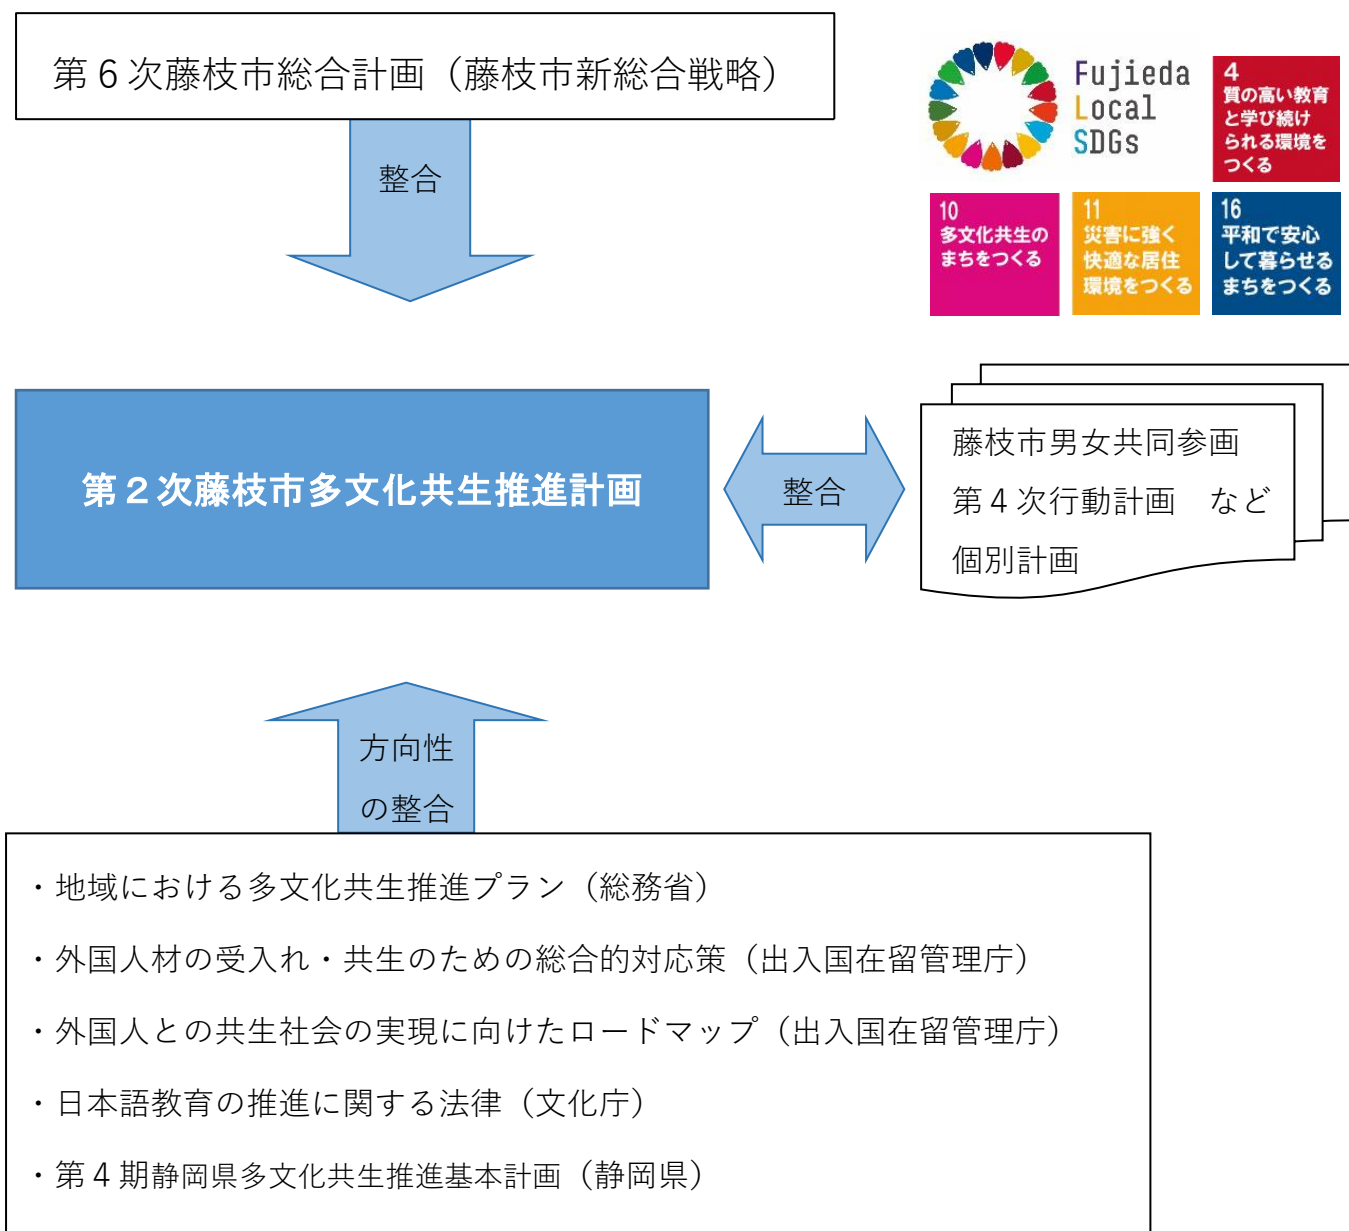 第６次藤枝市総合計画（藤枝市新総合戦略）
整合
Fujieda
Local
SDGs
4
質の高い教育
と学び続け
られる環境を
つくる
10
多文化共生の
まちをつくる
11
災害に強く
快適な居住
環境をつくる
16
平和で安心
して暮らせる
まちをつくる
第２次藤枝市多文化共生推進計画
整合
藤枝市男女共同参画
第４次行動計画　など
個別計画
方向性
の整合
・地域における多文化共生推進プラン（総務省）
・外国人材の受入れ・共生のための総合的対応策（出入国在留管理庁）
・外国人との共生社会の実現に向けたロードマップ（出入国在留管理庁）
・日本語教育の推進に関する法律（文化庁）
・第４期静岡県多文化共生推進基本計画（静岡県）